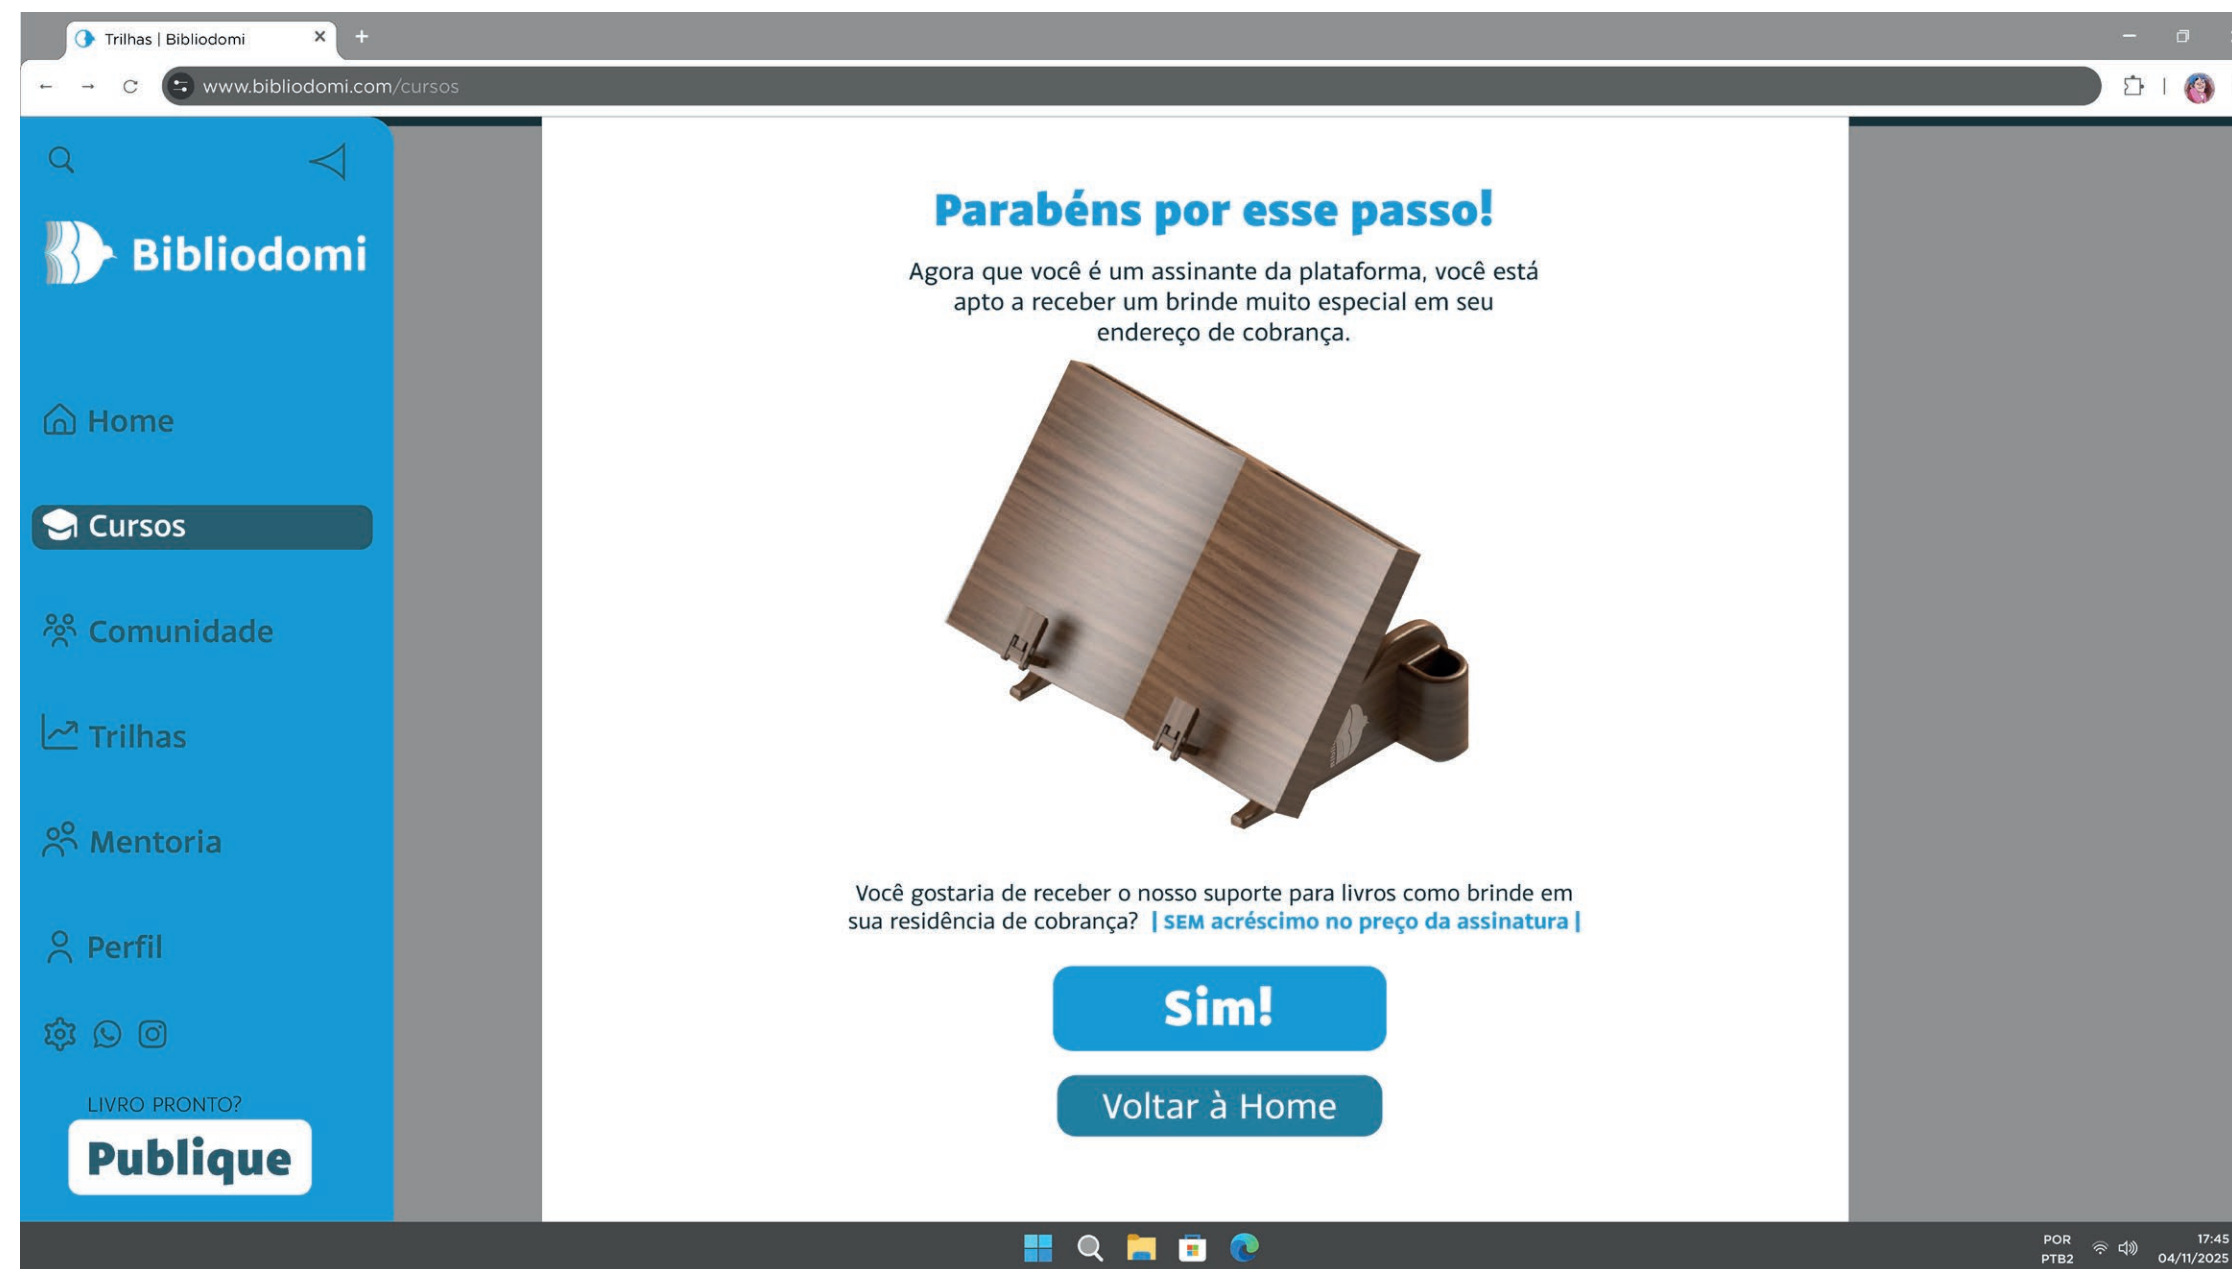 Trilhas | Bibliodomi
www.bibliodomi.com/cursos
Bibliodomi
Home
Cursos
Comunidade
Trilhas
Mentoria
Perfil
LIVRO PRONTO?
Publique
Parabéns por esse passo!
Agora que você é um assinante da plataforma, você está
apto a receber um brinde muito especial em seu
endereço de cobrança.
Você gostaria de receber o nosso suporte para livros como brinde em
sua residência de cobrança? | SEM acréscimo no preço da assinatura |
Sim!
Voltar à Home
POR
PTB2
17:45
04/11/2025